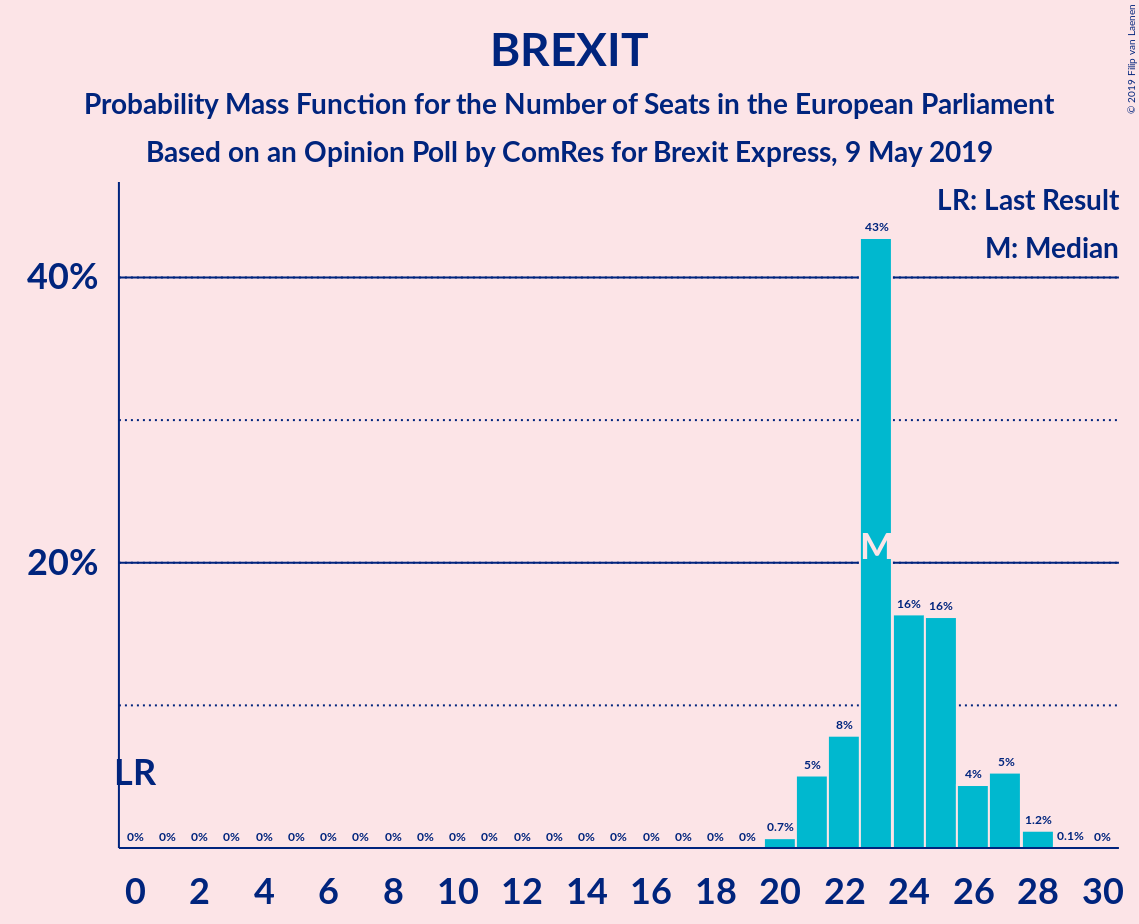 BREXIT
Probability Mass Function for the Number of Seats in the European Parliament
Based on an Opinion Poll by ComRes for Brexit Express, 9 May 2019
© 2019 Filip van Laenen
LR: Last Result
M: Median
43%
40%
M
20%
16% 16%
8%
LR
5% 4% 5%
0% 0% 0% 0% 0% 0% 0% 0% 0% 0% 0% 0% 0% 0% 0% 0% 0% 0% 0% 0% 0.7% 1.2% 0.1% 0%
0 2 4 6 8 10 12 14 16 18 20 22 24 26 28 30